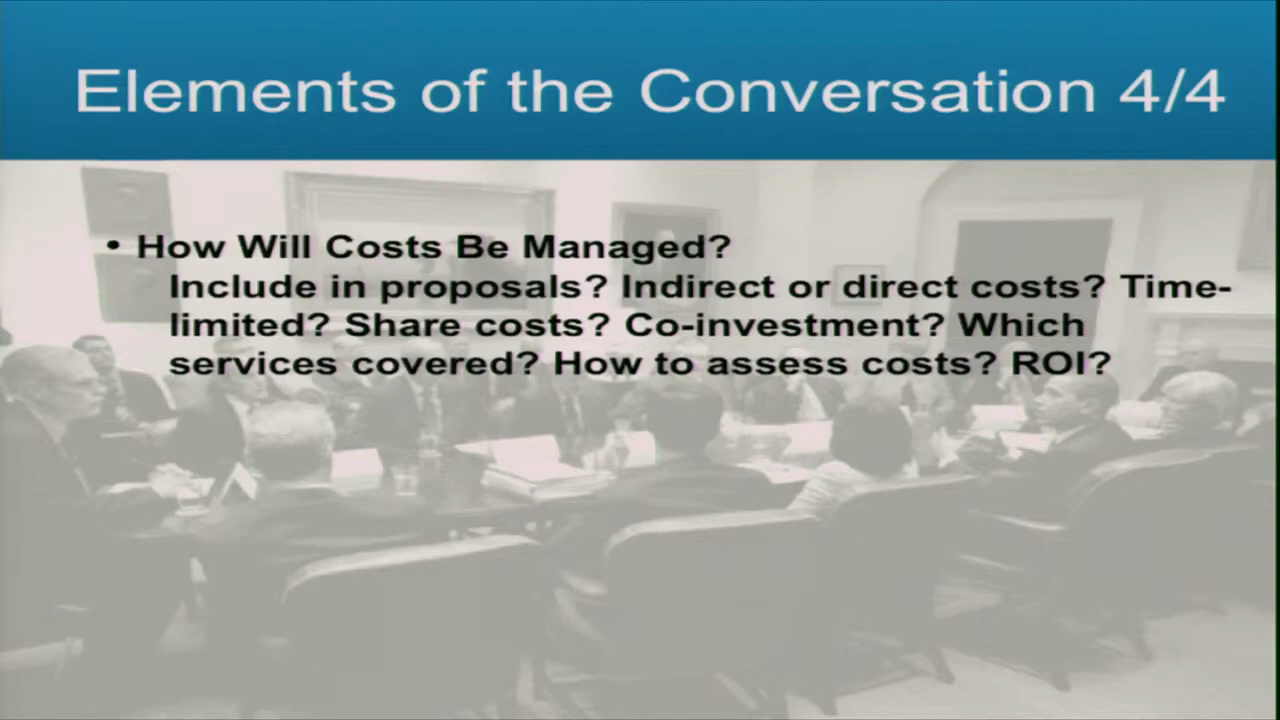 Elements of the Conversation 4/4
• How Will Costs Be Managed?
Include in proposals? Indirect or direct costs? Time-
limited? Share costs? Co-investment? Which
services covered? How to assess costs? ROI?